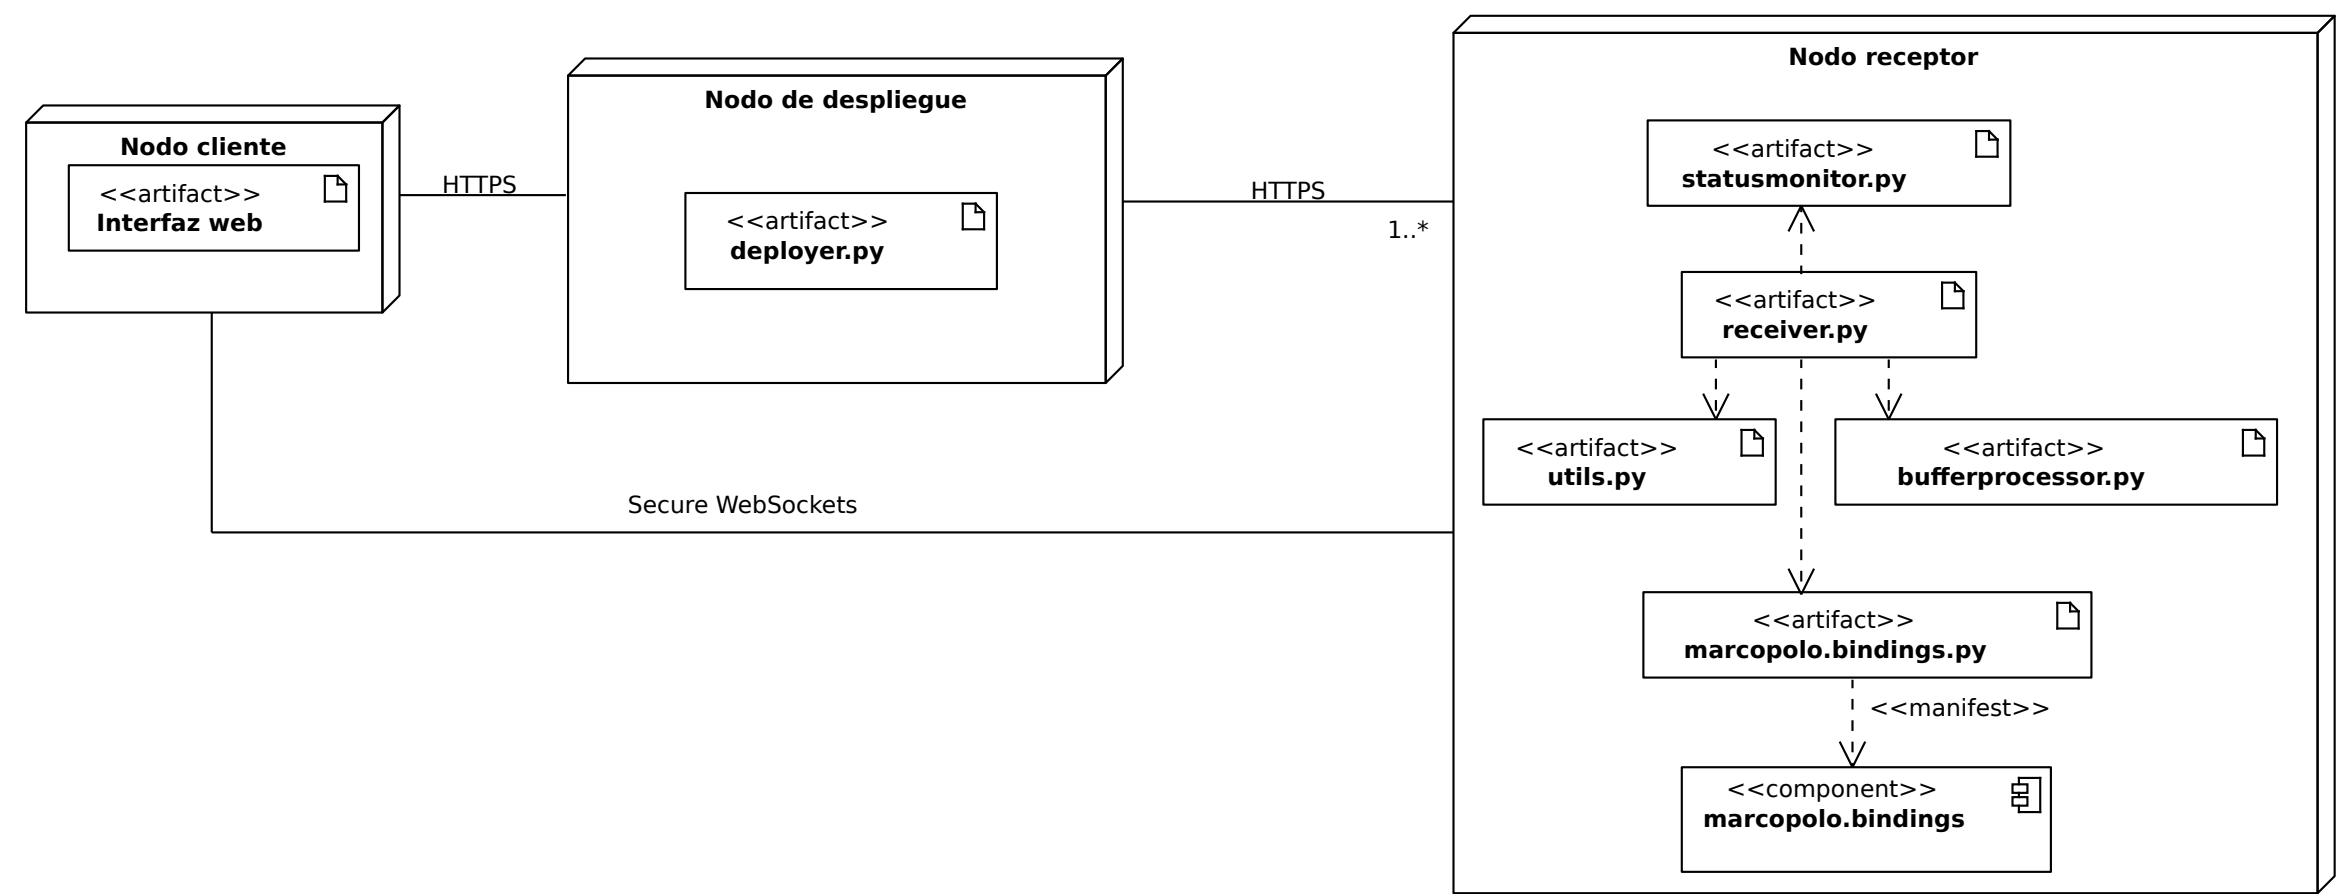 Nodo cliente
<<artifact>>
Interfaz web
HTTPS
Nodo de despliegue
<<artifact>>
deployer.py
HTTPS
1..*
Secure WebSockets
Nodo receptor
<<artifact>>
statusmonitor.py
<<artifact>>
receiver.py
<<artifact>>
utils.py
<<artifact>>
bufferprocessor.py
<<artifact>>
marcopolo.bindings.py
<<manifest>>
<<component>>
marcopolo.bindings